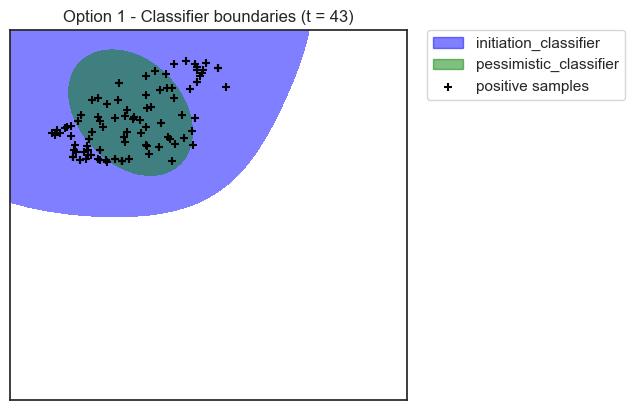 Option 1 - Classifier boundaries (t = 43)
initiation_classifier
pessimistic_classifier
positive samples